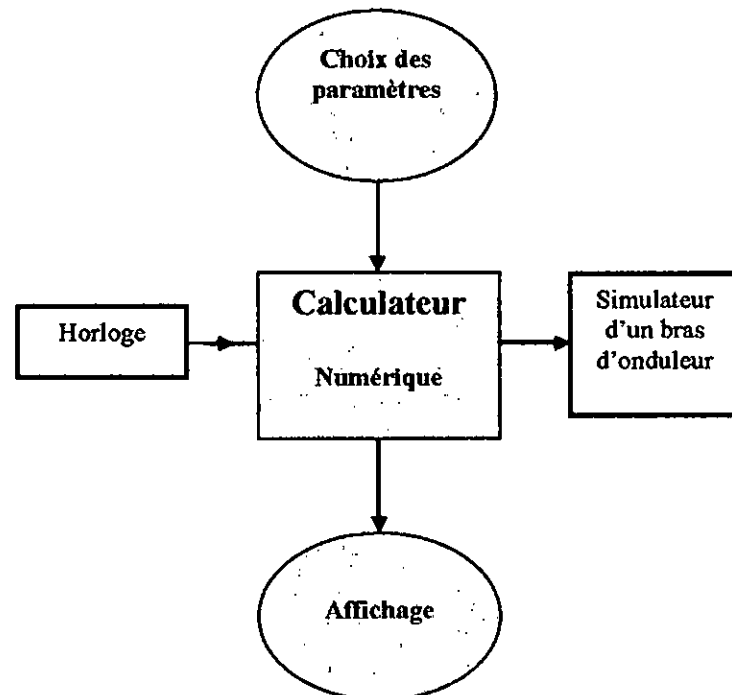 Choix des
paramètres
Horloge
Calculateur
Numérique
Simulateur
d'un bras
d'onduleur
Affichage